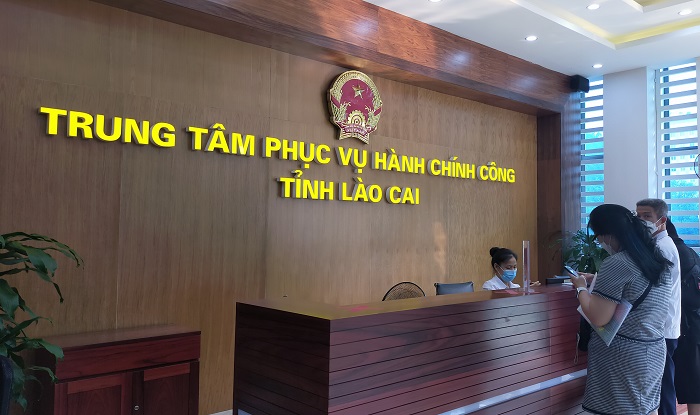 TRUNG TÂM PHỤC VỤ HÀNH CHÍNH CÔNG
TỈNH LÀO CAI